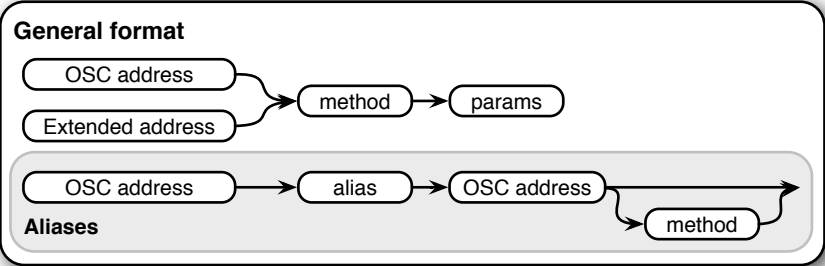 General format
OSC address
method
params
Extended address
OSC address
alias
OSC address
method
Aliases